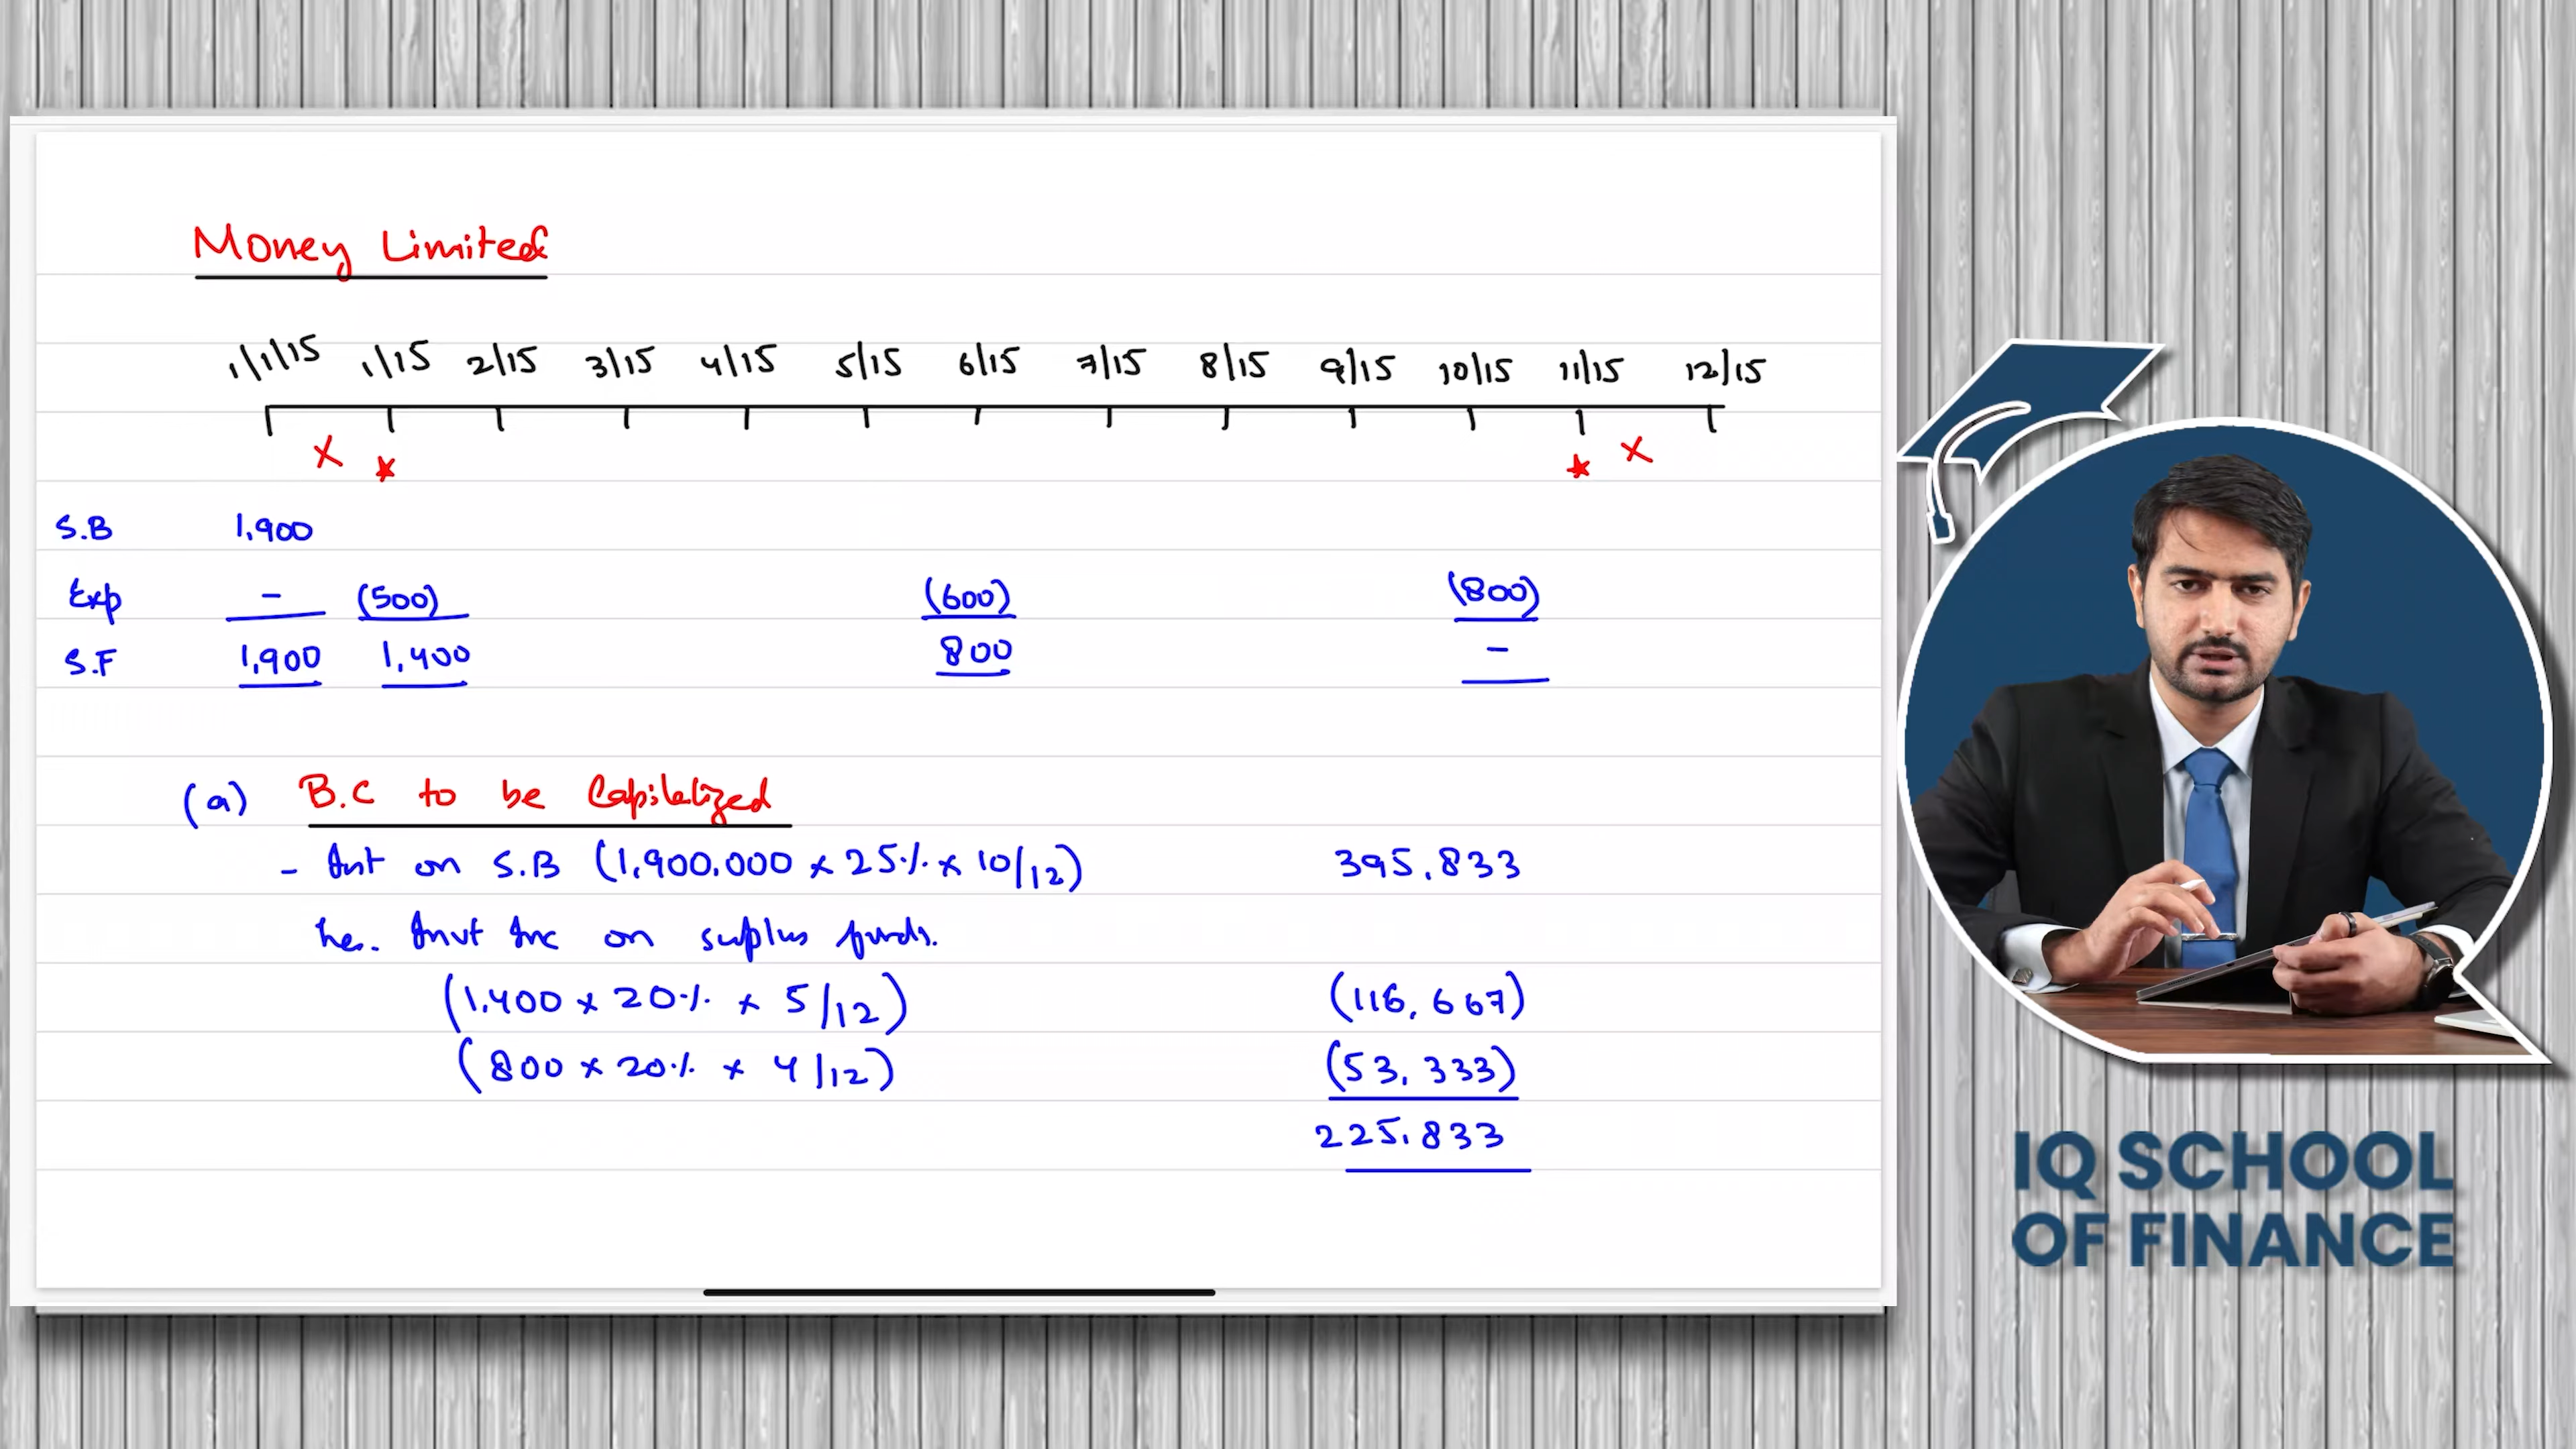 Money Limited
1/1/15 1/15 2/15 3/15 4/15 5/15 6/15 7/15 8/15 9/15 10/15 11/15 12/15
x * * x
S.B 1,900
Exp - (500) (600) (800)
S.F 1,900 1,400 800 -
(a) B.C to be Capitalized
- Int on S.B (1,900,000 x 25% x 10/12) 395,833
les. Invt Inc on surplus funds.
(1,400 x 20% x 5/12) (116,667)
(800 x 20% x 4/12) (53,333)
225,833
IQ SCHOOL
OF FINANCE